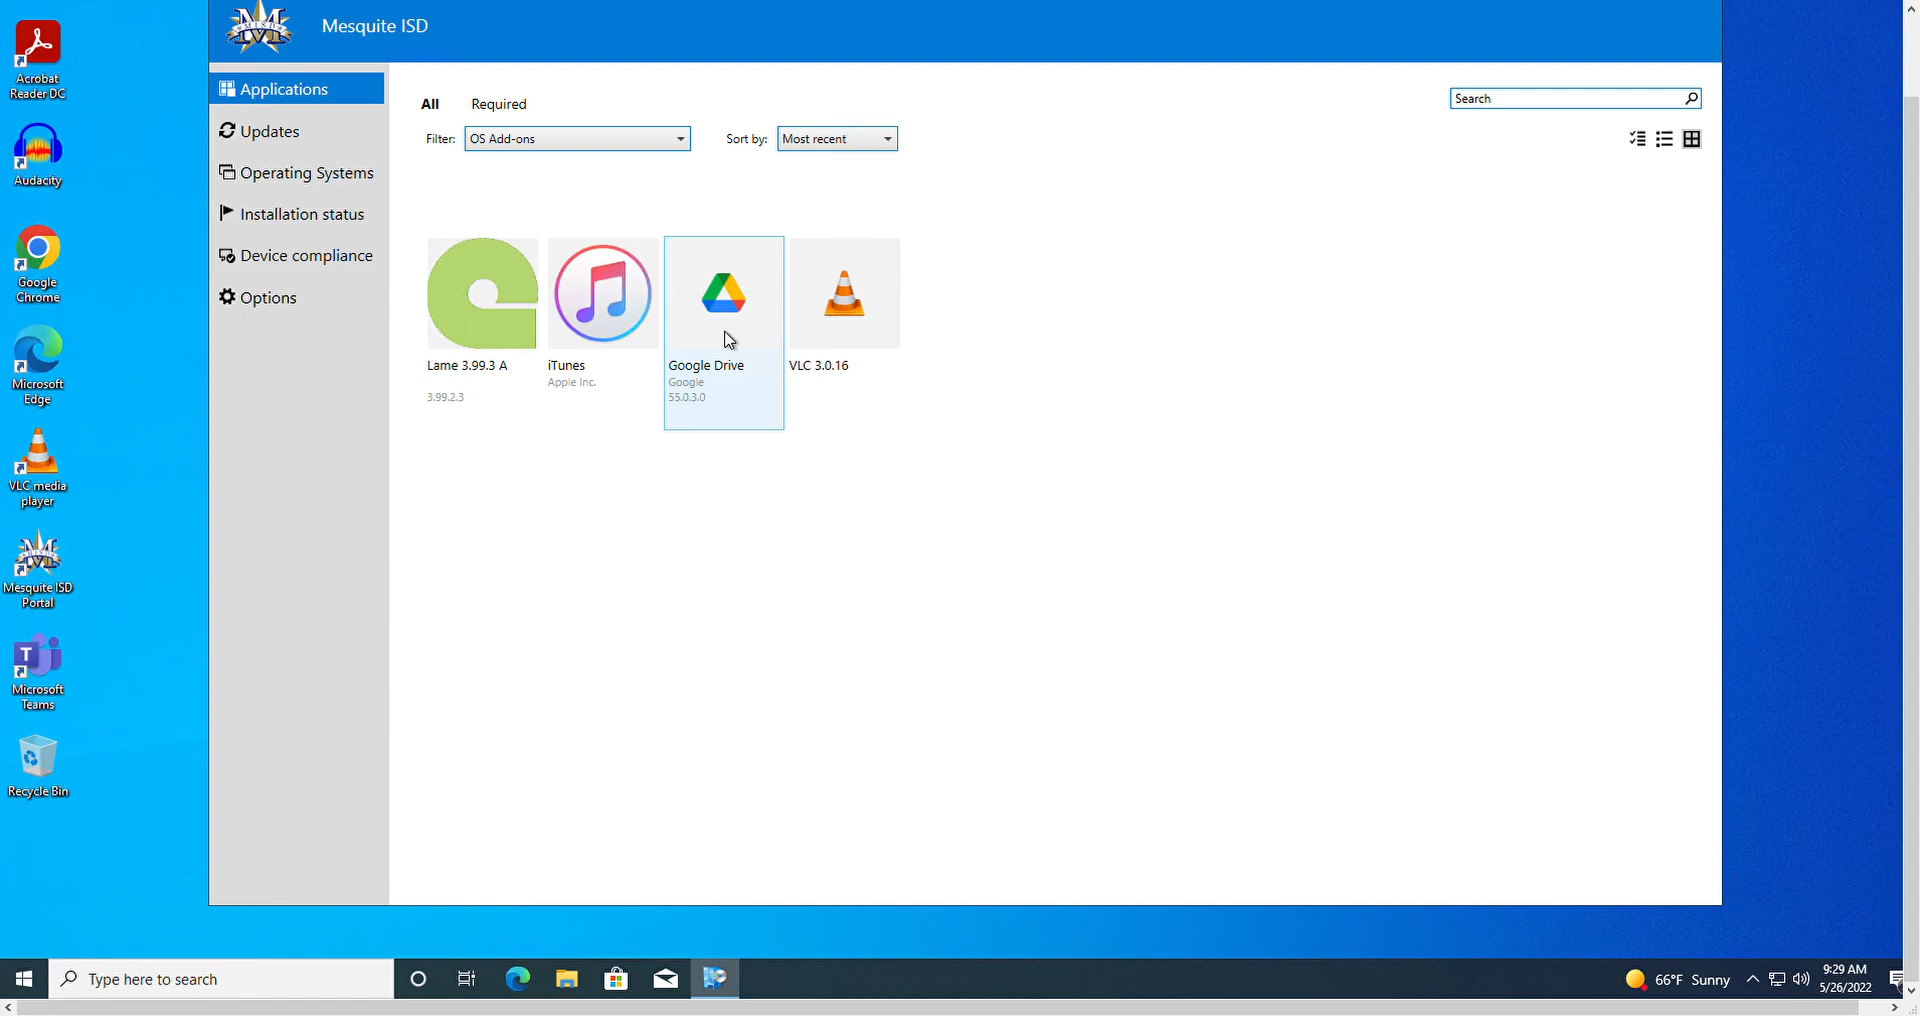 Mesquite ISD
Acrobat
Reader DC
Audacity
Google
Chrome
Microsoft
Edge
VLC media
player
Mesquite ISD
Portal
Microsoft
Teams
Recycle Bin
Applications
Updates
Operating Systems
Installation status
Device compliance
Options
All Required
Search
Filter: OS Add-ons Sort by: Most recent
Lame 3.99.3 A
3.99.2.3
iTunes
Apple Inc.
Google Drive
Google
55.0.3.0
VLC 3.0.16
Type here to search
66°F Sunny
9:29 AM
5/26/2022